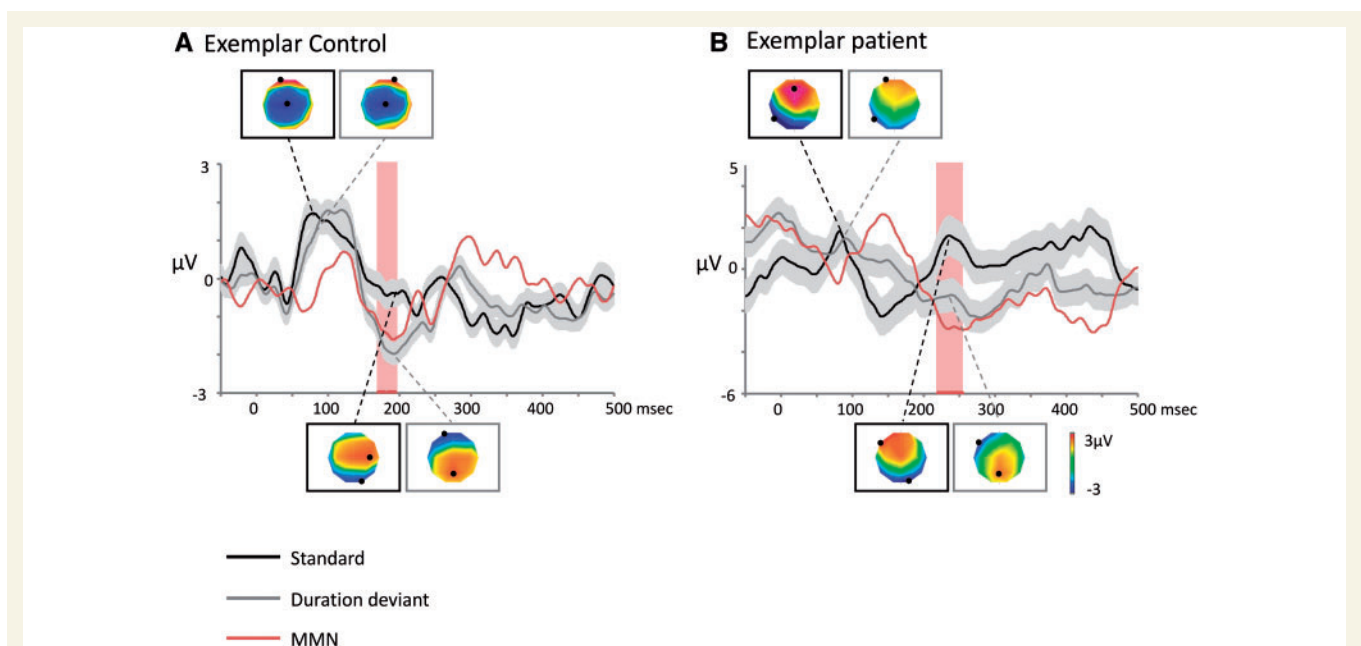 A Exemplar Control
B Exemplar patient
3
μV
0
-3
0 100 200 300 400 500 msec
5
μV
0
-6
0 100 200 300 400 500 msec
3μV
-3
Standard
Duration deviant
MMN